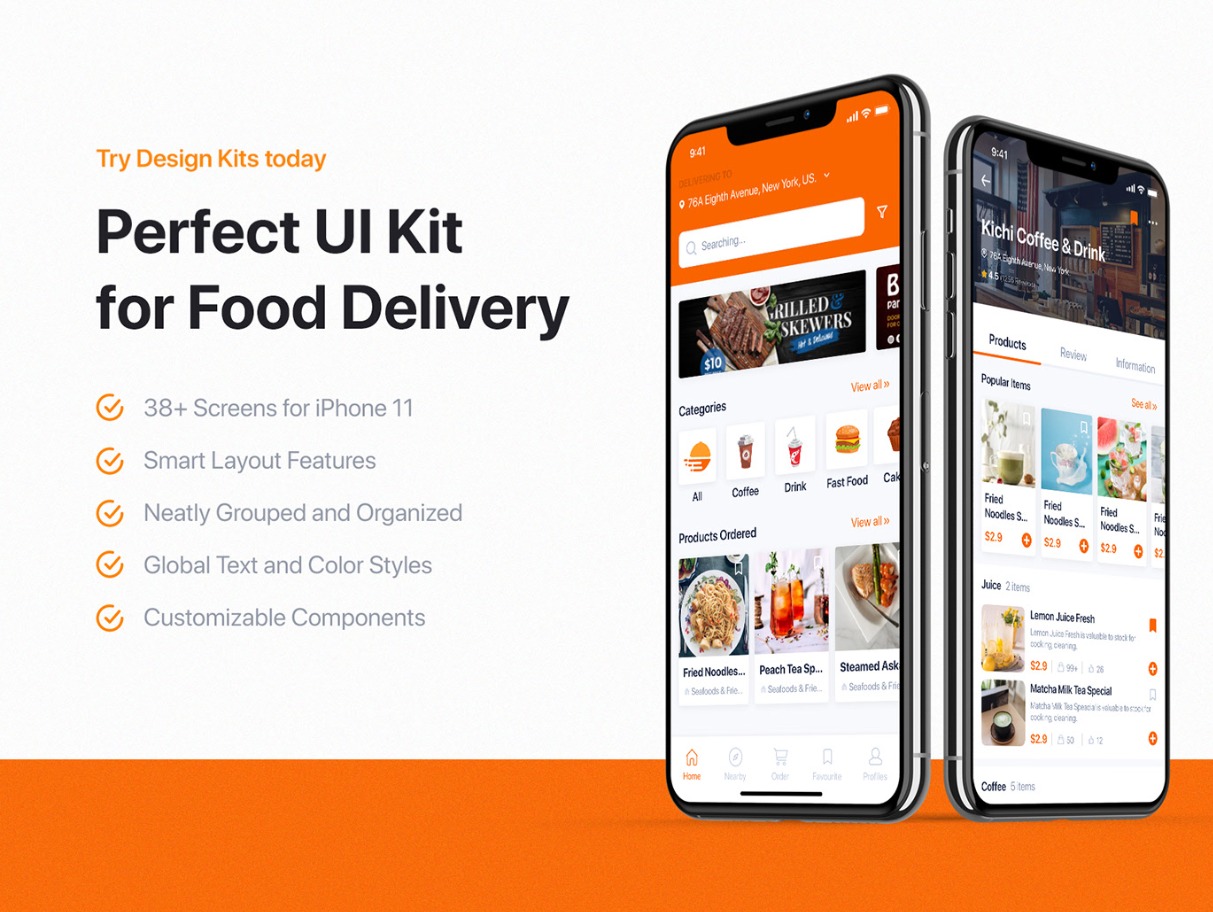 Try Design Kits today
Perfect UI Kit
for Food Delivery
38+ Screens for iPhone 11
Smart Layout Features
Neatly Grouped and Organized
Global Text and Color Styles
Customizable Components
9:41
DELIVERING TO
76A Eighth Avenue, New York, US.
Searching...
GRILLED &
SKEWERS
Hot & Delicious
$10
Categories
View all »
All
Coffee
Drink
Fast Food
Cak
Products Ordered
View all »
Fried Noodles...
Peach Tea Sp...
Steamed Ask
Seafoods & Frie...
Seafoods & Frie...
Seafoods & Fri
Home
Nearby
Order
Favourite
Profiles
9:41
Kichi Coffee & Drink
76A Eighth Avenue, New York
4.5
Products
Review
Information
Popular Items
See all »
Fried
Noodles S...
$2.9
Fried
Noodles S...
$2.9
Fried
Noodles S...
$2.9
Juice 2 items
Lemon Juice Fresh
Lemon Juice Fresh is valuable to stock for
cooking, cleaning.
$2.9
99+
26
Matcha Milk Tea Special
Matcha Milk Tea Speacial is valuable to stock for
cooking, cleaning.
$2.9
50
12
Coffee 5 items